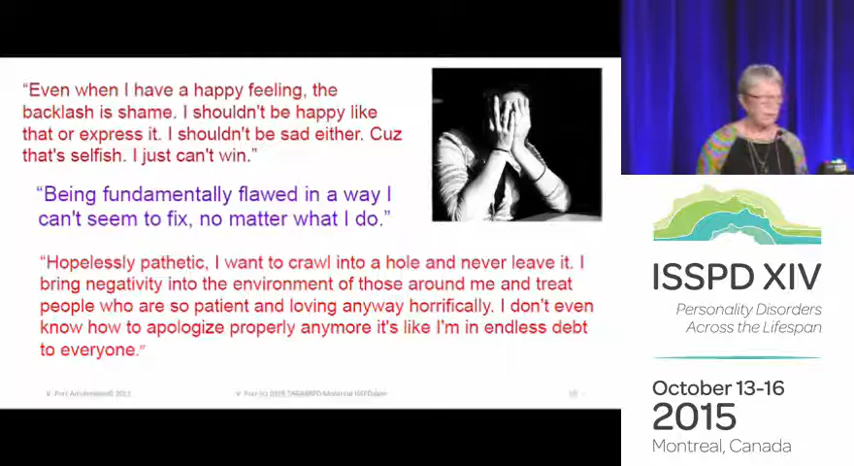 “Even when I have a happy feeling, the
backlash is shame. I shouldn't be happy like
that or express it. I shouldn't be sad either. Cuz
that's selfish. I just can't win.”
“Being fundamentally flawed in a way I
can't seem to fix, no matter what I do.”
“Hopelessly pathetic, I want to crawl into a hole and never leave it. I
bring negativity into the environment of those around me and treat
people who are so patient and loving anyway horrifically. I don't even
know how to apologize properly anymore it's like I'm in endless debt
to everyone.”
ISSPD XIV
Personality Disorders
Across the Lifespan
October 13-16
2015
Montreal, Canada